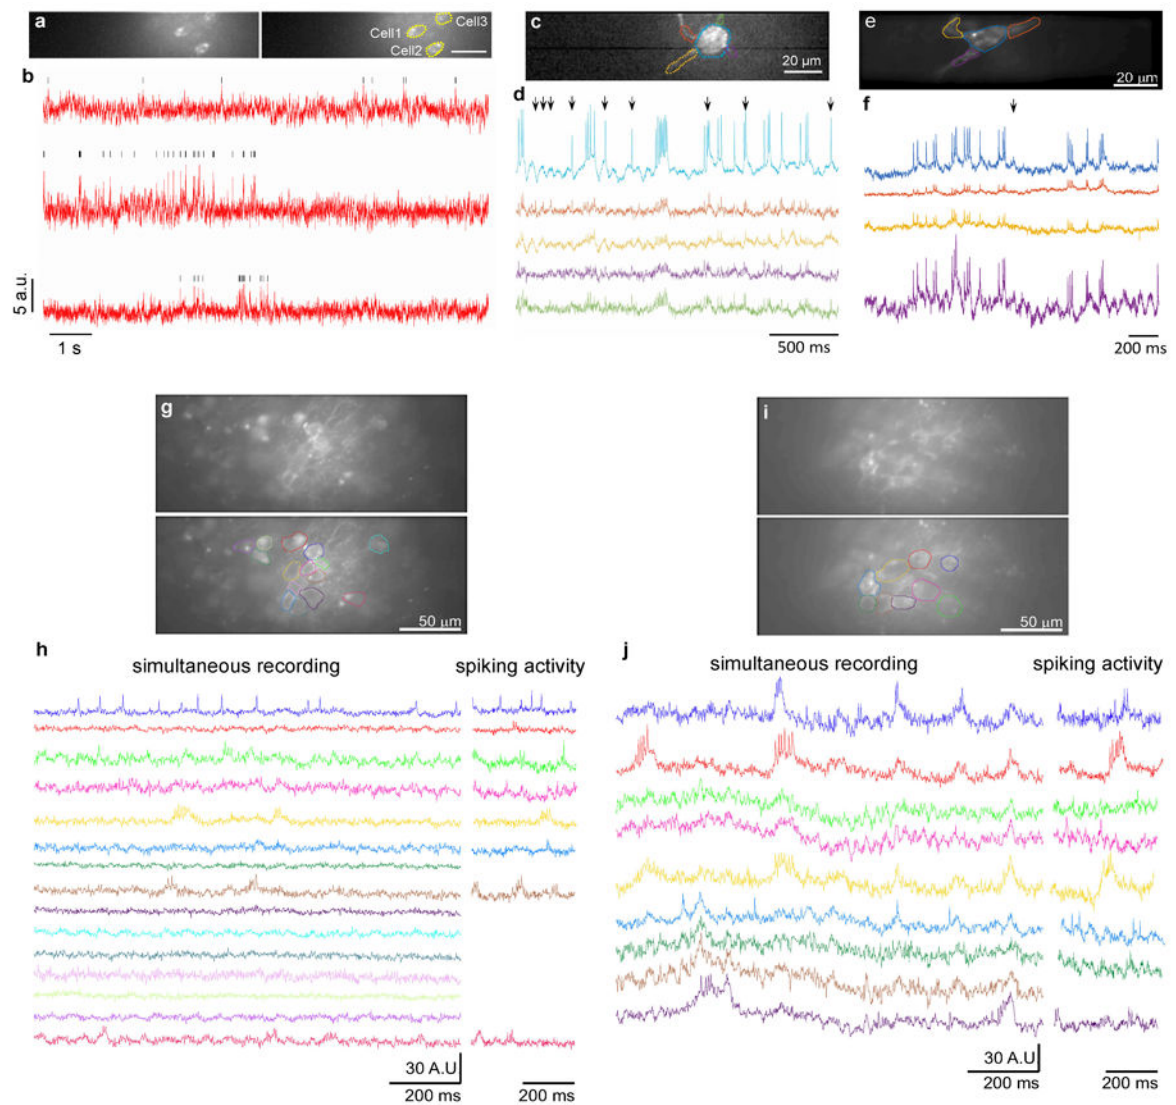 a
Cell3
Cell1
Cell2
b
5 a.u.
1 s
c
20 µm
d
500 ms
e
20 µm
f
200 ms
g
50 µm
h
simultaneous recording
spiking activity
30 A.U
200 ms
200 ms
i
50 µm
j
simultaneous recording
spiking activity
30 A.U
200 ms
200 ms